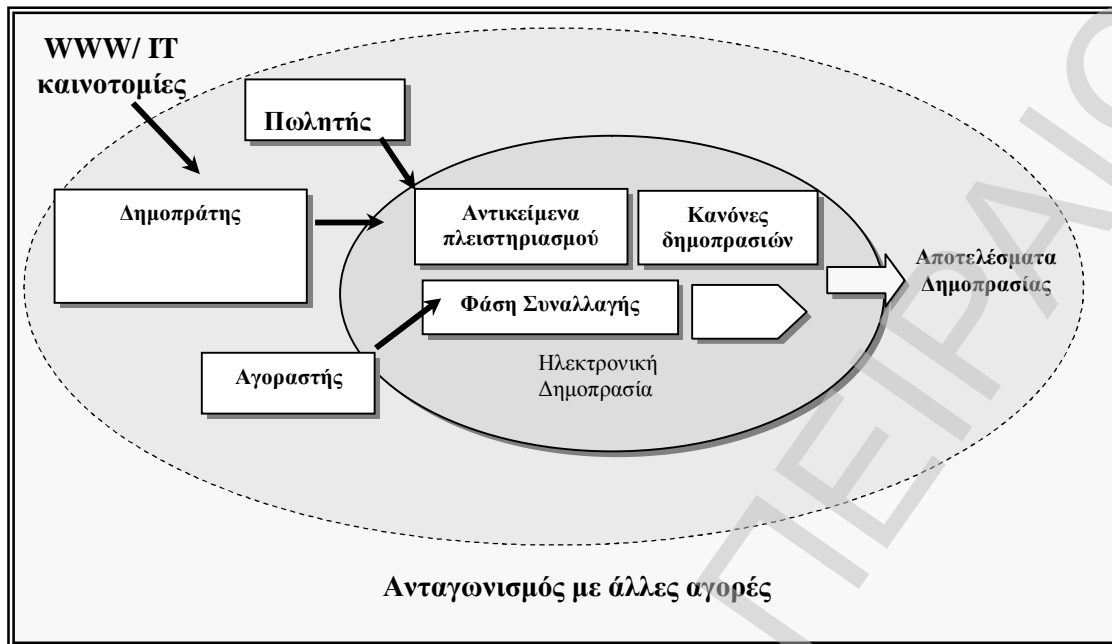 WWW/ IT
καινοτομίες
Πωλητής
Δημοπράτης
Αντικείμενα
πλειστηριασμού
Κανόνες
δημοπρασιών
Αποτελέσματα
Δημοπρασίας
Φάση Συναλλαγής
Αγοραστής
Ηλεκτρονική
Δημοπρασία
Ανταγωνισμός με άλλες αγορές
ΠΕΙΡΑΙΩ